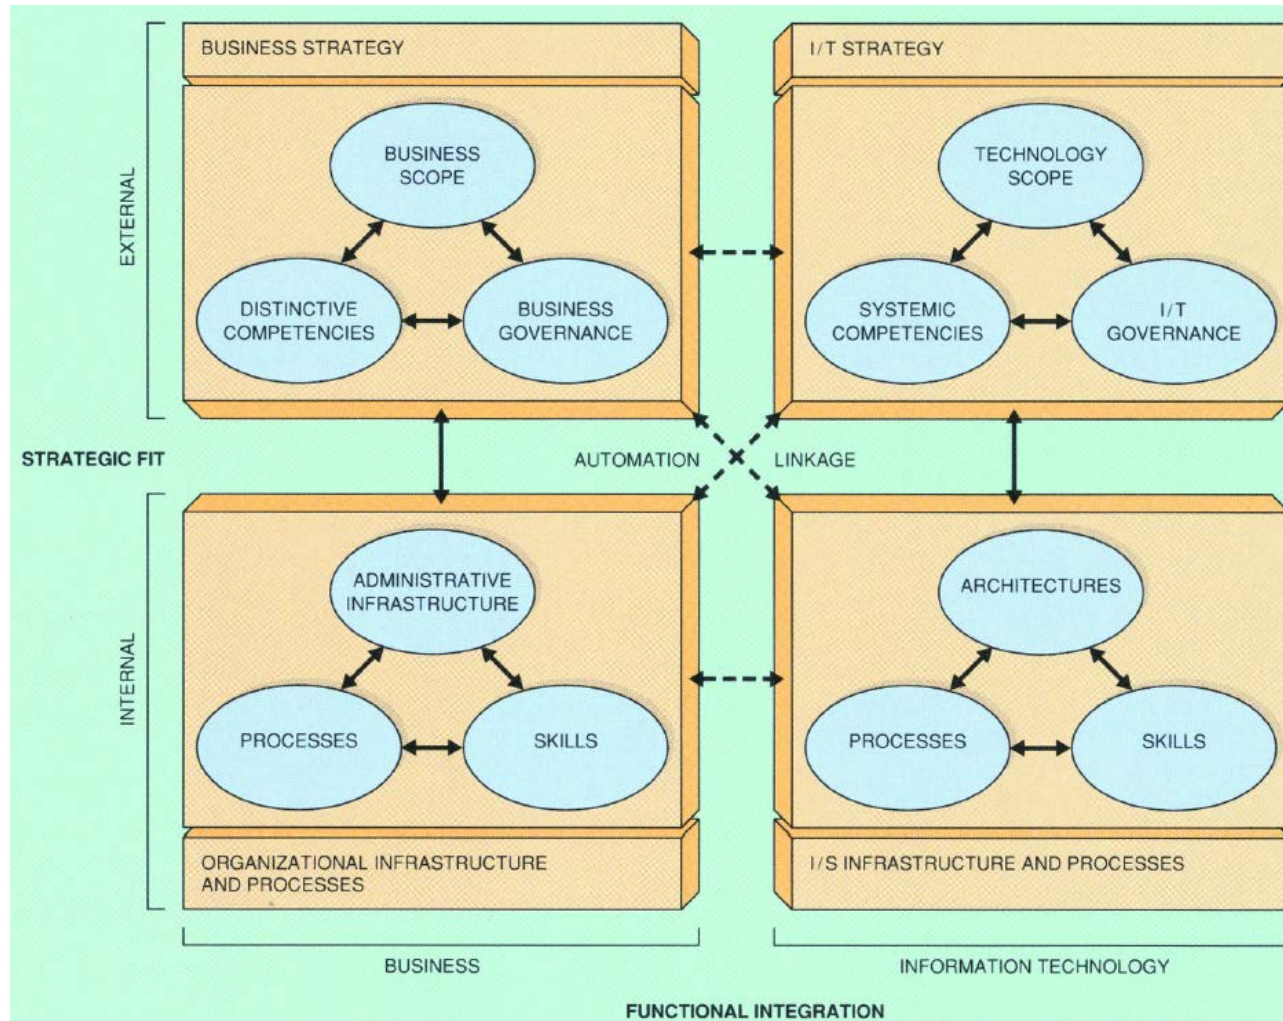 BUSINESS STRATEGY
I/T STRATEGY
EXTERNAL
BUSINESS
SCOPE
DISTINCTIVE
COMPETENCIES
BUSINESS
GOVERNANCE
TECHNOLOGY
SCOPE
SYSTEMIC
COMPETENCIES
I/T
GOVERNANCE
STRATEGIC FIT
AUTOMATION
LINKAGE
INTERNAL
ADMINISTRATIVE
INFRASTRUCTURE
PROCESSES
SKILLS
ARCHITECTURES
PROCESSES
SKILLS
ORGANIZATIONAL INFRASTRUCTURE
AND PROCESSES
I/S INFRASTRUCTURE AND PROCESSES
BUSINESS
INFORMATION TECHNOLOGY
FUNCTIONAL INTEGRATION